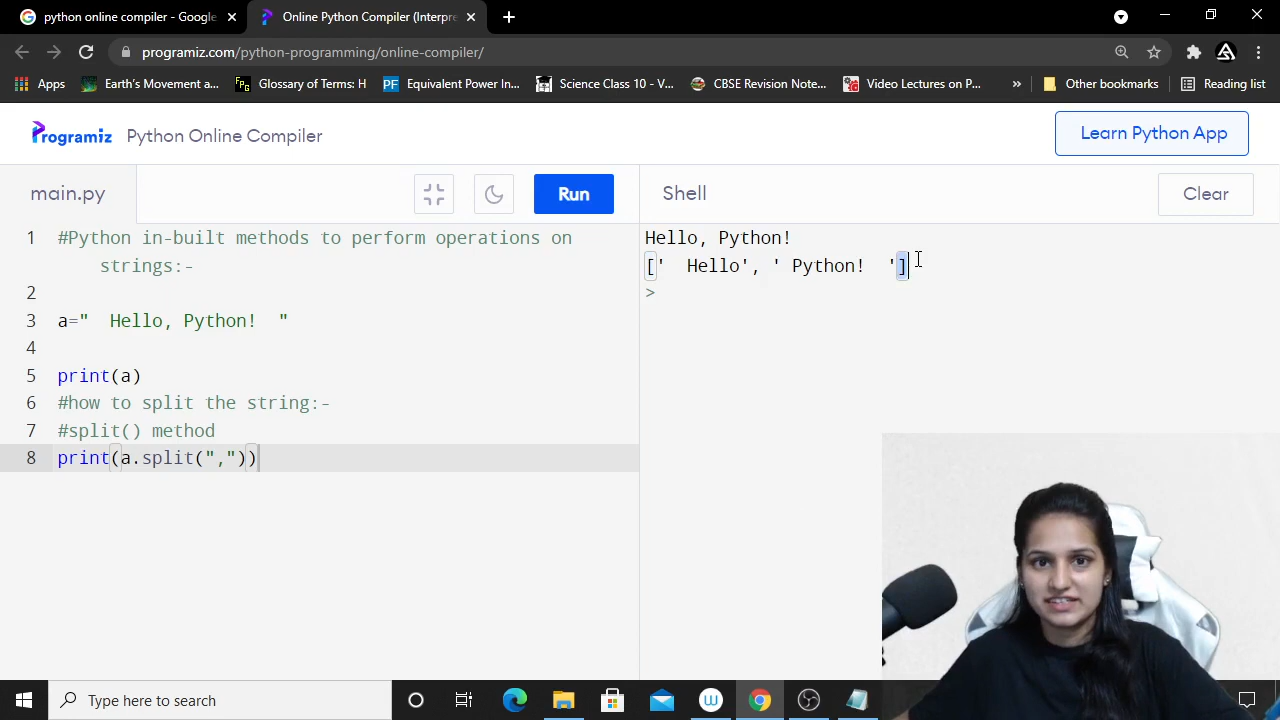 python online compiler - Google
Online Python Compiler (Interpre
programiz.com/python-programming/online-compiler/
Apps
Earth's Movement a...
FPg
Glossary of Terms: H
PF
Equivalent Power In...
Science Class 10 - V...
CBSE Revision Note...
Video Lectures on P...
»
Other bookmarks
Reading list
Programiz
Python Online Compiler
Learn Python App
main.py
Run
Shell
Clear
1 #Python in-built methods to perform operations on
strings:-
2
3 a="  Hello, Python!  "
4
5 print(a)
6 #how to split the string:-
7 #split() method
8 print(a.split(","))
Hello, Python!
['  Hello', ' Python!  ']
>
Type here to search
W